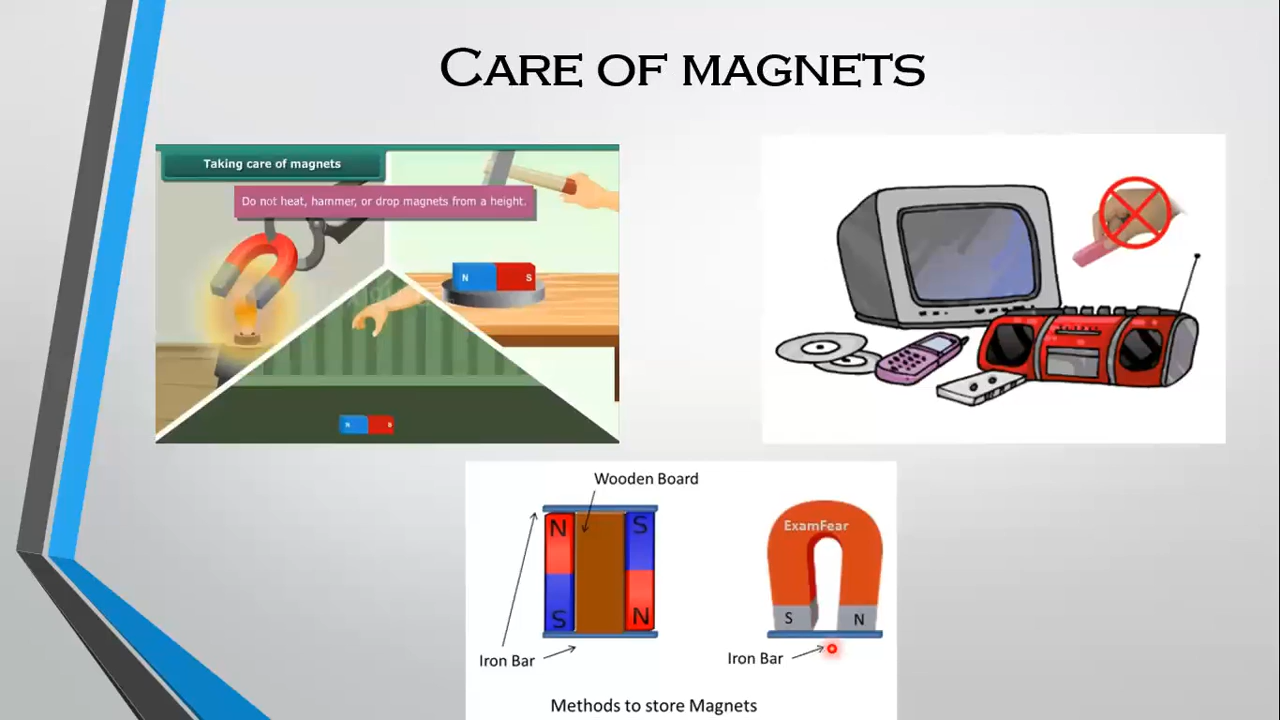 CARE OF MAGNETS
Taking care of magnets
Do not heat, hammer, or drop magnets from a height.
N S
N S
Wooden Board
N S
S N
Iron Bar
ExamFear
S N
Iron Bar
Methods to store Magnets